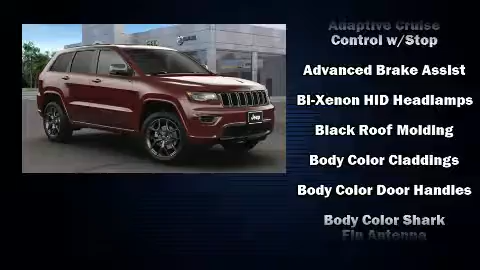 Adaptive Cruise
Control w/Stop
Advanced Brake Assist
Bi-Xenon HID Headlamps
Black Roof Molding
Body Color Claddings
Body Color Door Handles
Body Color Shark
Fin Antenna
Jeep